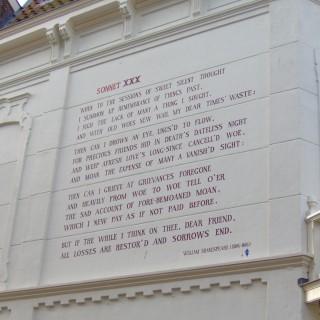 SONNET XXX
WHEN TO THE SESSIONS OF SWEET SILENT THOUGHT
I SUMMON UP REMEMBRANCE OF THINGS PAST,
I SIGH THE LACK OF MANY A THING I SOUGHT,
AND WITH OLD WOES NEW WAIL MY DEAR TIMES' WASTE:
THEN CAN I DROWN AN EYE, UNUS'D TO FLOW,
FOR PRECIOUS FRIENDS HID IN DEATH'S DATELESS NIGHT
AND WEEP AFRESH LOVE'S LONG-SINCE CANCELL'D WOE,
AND MOAN THE EXPENSE OF MANY A VANISH'D SIGHT:
THEN CAN I GRIEVE AT GRIEVANCES FOREGONE
AND HEAVILY FROM WOE TO WOE TELL O'ER
THE SAD ACCOUNT OF FORE-BEMOANED MOAN,
WHICH I NEW PAY AS IF NOT PAID BEFORE.
BUT IF THE WHILE I THINK ON THEE, DEAR FRIEND,
ALL LOSSES ARE RESTOR'D AND SORROWS END.
WILLIAM SHAKESPEARE